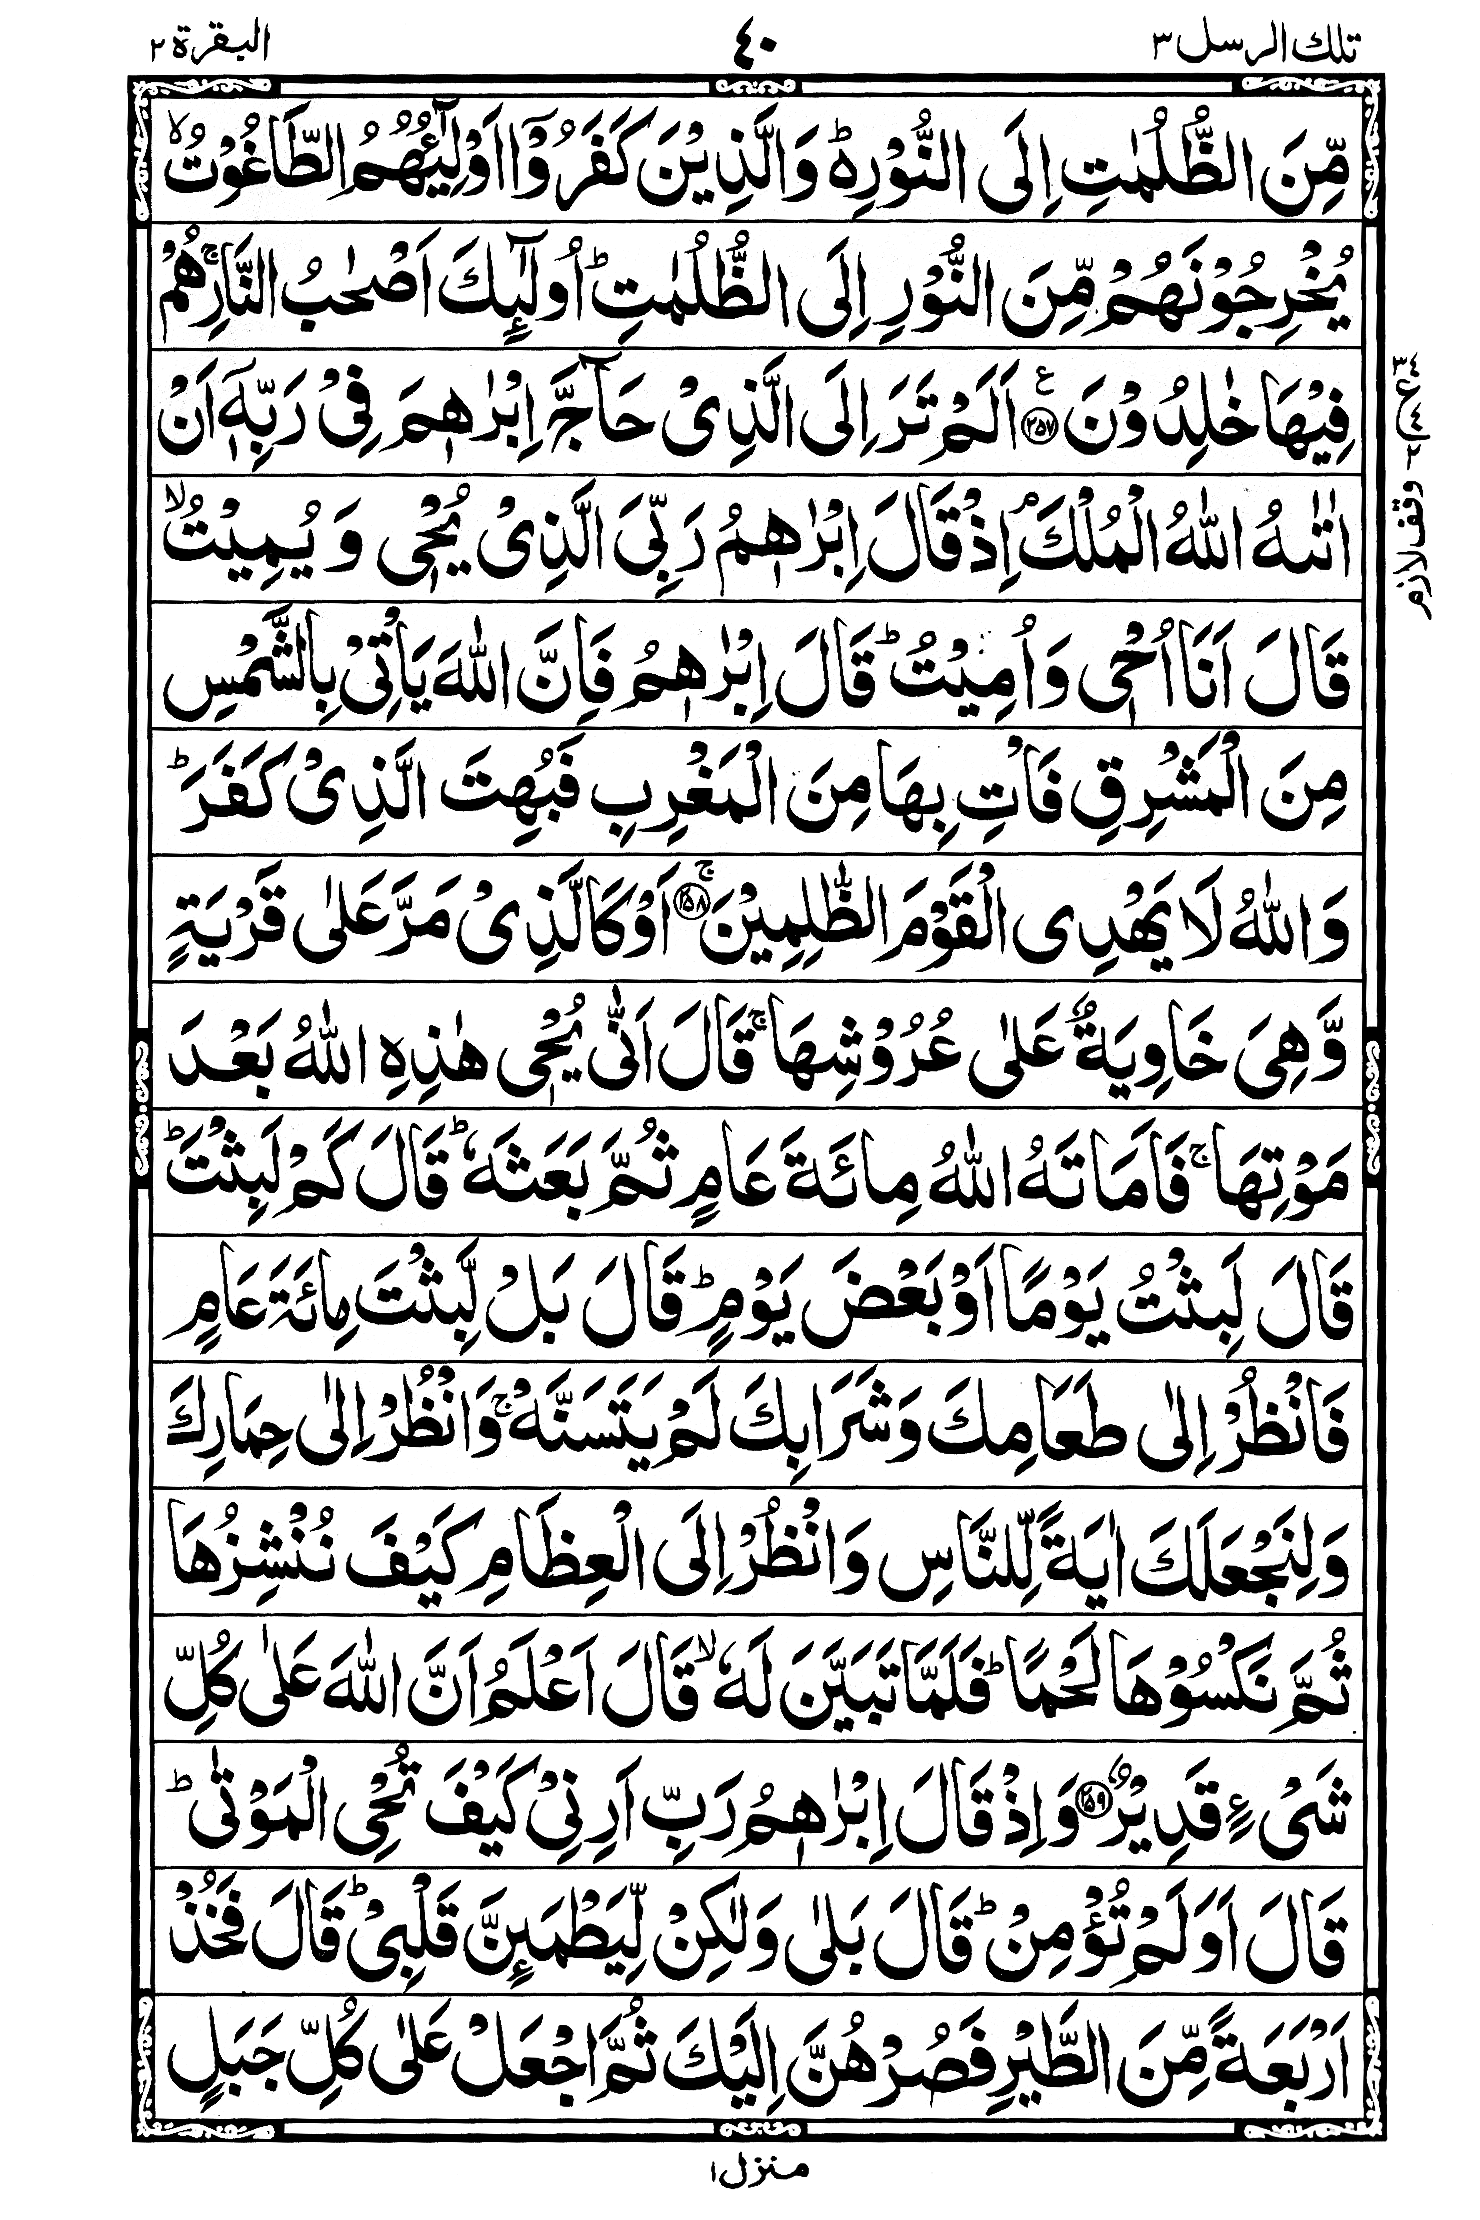 تلك الرسل ٣
٤٠
البقرة ٢
مِّنَ الظُّلُمٰتِ اِلَى النُّوْرِ۬ؕ وَالَّذِيْنَ كَفَرُوْۤا اَوْلِيٰٓـُٔهُمُ الطَّاغُوْتُۙ
يُخْرِجُوْنَهُمْ مِّنَ النُّوْرِ اِلَى الظُّلُمٰتِؕ اُولٰٓئِكَ اَصْحٰبُ النَّارِۚ هُمْ
فِيْهَا خٰلِدُوْنَ ﴿۲۵۷﴾ ع اَلَمْ تَرَ اِلَى الَّذِىْ حَآجَّ اِبْرٰهٖمَ فِىْ رَبِّهٖۤ اَنْ
اٰتٰىهُ اللّٰهُ الْمُلْكَۘ اِذْ قَالَ اِبْرٰهٖمُ رَبِّىَ الَّذِىْ يُحْىٖ وَيُمِيْتُۙ
قَالَ اَنَا اُحْىٖ وَاُمِيْتُؕ قَالَ اِبْرٰهٖمُ فَاِنَّ اللّٰهَ يَاْتِىْ بِالشَّمْسِ
مِنَ الْمَشْرِقِ فَاْتِ بِهَا مِنَ الْمَغْرِبِ فَبُهِتَ الَّذِىْ كَفَرَؕ
وَاللّٰهُ لَا يَهْدِى الْقَوْمَ الظّٰلِمِيْنَۚ ﴿۲۵۸﴾ اَوْ كَالَّذِىْ مَرَّ عَلٰى قَرْيَةٍ
وَّهِىَ خَاوِيَةٌ عَلٰى عُرُوْشِهَاۚ قَالَ اَنّٰى يُحْىٖ هٰذِهِ اللّٰهُ بَعْدَ
مَوْتِهَاۚ فَاَمَاتَهُ اللّٰهُ مِائَةَ عَامٍ ثُمَّ بَعَثَهٗؕ قَالَ كَمْ لَبِثْتَؕ
قَالَ لَبِثْتُ يَوْمًا اَوْ بَعْضَ يَوْمٍؕ قَالَ بَلْ لَّبِثْتَ مِائَةَ عَامٍ
فَانْظُرْ اِلٰى طَعَامِكَ وَشَرَابِكَ لَمْ يَتَسَنَّهْۚ وَانْظُرْ اِلٰى حِمَارِكَ
وَلِنَجْعَلَكَ اٰيَةً لِّلنَّاسِ وَانْظُرْ اِلَى الْعِظَامِ كَيْفَ نُنْشِزُهَا
ثُمَّ نَكْسُوْهَا لَحْمًاؕ فَلَمَّا تَبَيَّنَ لَهٗۙ قَالَ اَعْلَمُ اَنَّ اللّٰهَ عَلٰى كُلِّ
شَىْءٍ قَدِيْرٌ ﴿۲۵۹﴾ وَاِذْ قَالَ اِبْرٰهٖمُ رَبِّ اَرِنِىْ كَيْفَ تُحْىِ الْمَوْتٰىؕ
قَالَ اَوَلَمْ تُؤْمِنْؕ قَالَ بَلٰى وَلٰكِنْ لِّيَطْمَئِنَّ قَلْبِىْؕ قَالَ فَخُذْ
اَرْبَعَةً مِّنَ الطَّيْرِ فَصُرْهُنَّ اِلَيْكَ ثُمَّ اجْعَلْ عَلٰى كُلِّ جَبَلٍ
وقف لازم
منزل ١